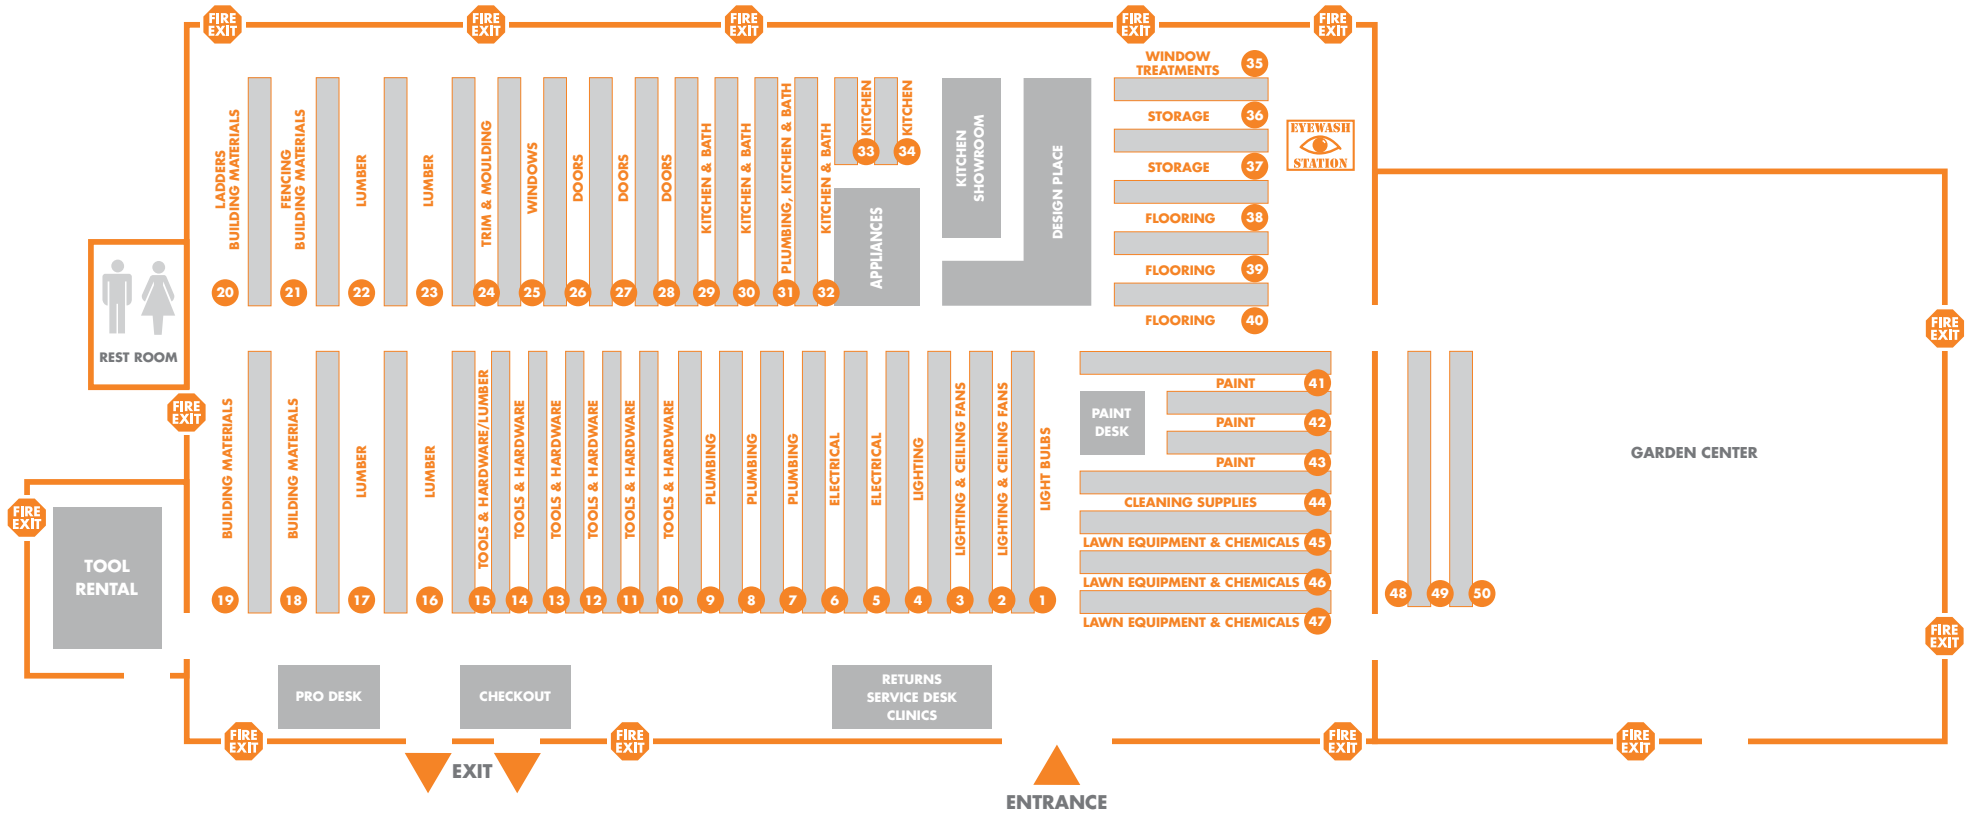 FIRE
EXIT
FIRE
EXIT
FIRE
EXIT
FIRE
EXIT
FIRE
EXIT
LADDERS
BUILDING MATERIALS
20
FENCING
BUILDING MATERIALS
21
LUMBER
22
LUMBER
23
TRIM & MOULDING
24
WINDOWS
25
DOORS
26
DOORS
27
DOORS
28
KITCHEN & BATH
29
KITCHEN & BATH
30
PLUMBING, KITCHEN & BATH
31
KITCHEN & BATH
32
KITCHEN
33
KITCHEN
34
APPLIANCES
KITCHEN
SHOWROOM
DESIGN PLACE
WINDOW
TREATMENTS
35
STORAGE
36
STORAGE
37
FLOORING
38
FLOORING
39
FLOORING
40
EYEWASH
STATION
REST ROOM
FIRE
EXIT
FIRE
EXIT
TOOL
RENTAL
BUILDING MATERIALS
19
BUILDING MATERIALS
18
LUMBER
17
LUMBER
16
TOOLS & HARDWARE/LUMBER
15
TOOLS & HARDWARE
14
TOOLS & HARDWARE
13
TOOLS & HARDWARE
12
TOOLS & HARDWARE
11
TOOLS & HARDWARE
10
PLUMBING
9
PLUMBING
8
PLUMBING
7
ELECTRICAL
6
ELECTRICAL
5
LIGHTING
4
LIGHTING & CEILING FANS
3
LIGHTING & CEILING FANS
2
LIGHT BULBS
1
PAINT
DESK
PAINT
41
PAINT
42
PAINT
43
CLEANING SUPPLIES
44
LAWN EQUIPMENT & CHEMICALS
45
LAWN EQUIPMENT & CHEMICALS
46
LAWN EQUIPMENT & CHEMICALS
47
48
49
50
GARDEN CENTER
FIRE
EXIT
FIRE
EXIT
PRO DESK
CHECKOUT
RETURNS
SERVICE DESK
CLINICS
FIRE
EXIT
FIRE
EXIT
FIRE
EXIT
FIRE
EXIT
EXIT
ENTRANCE